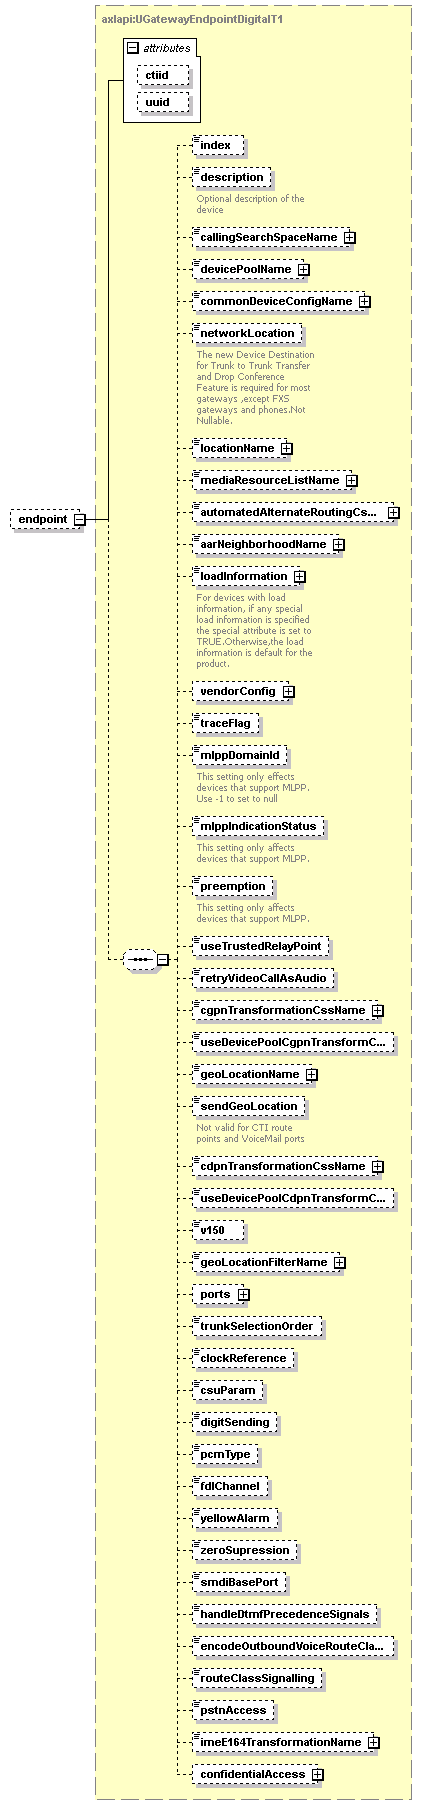 axlapi:UGatewayEndpointDigitalT1
attributes
ctiid
uuid
index
description
Optional description of the
device
callingSearchSpaceName
devicePoolName
commonDeviceConfigName
networkLocation
The new Device Destination
for Trunk to Trunk Transfer
and Drop Conference
Feature is required for most
gateways ,except FXS
gateways and phones.Not
Nullable.
locationName
mediaResourceListName
endpoint
automatedAlternateRoutingCs...
aarNeighborhoodName
loadInformation
For devices with load
information, if any special
load information is specified
the special attribute is set to
TRUE.Otherwise,the load
information is default for the
product.
vendorConfig
traceFlag
mlppDomainId
This setting only effects
devices that support MLPP.
Use -1 to set to null
mlppIndicationStatus
This setting only affects
devices that support MLPP.
preemption
This setting only affects
devices that support MLPP.
useTrustedRelayPoint
retryVideoCallAsAudio
cgpnTransformationCssName
useDevicePoolCgpnTransformC...
geoLocationName
sendGeoLocation
Not valid for CTI route
points and VoiceMail ports
cdpnTransformationCssName
useDevicePoolCdpnTransformC...
v150
geoLocationFilterName
ports
trunkSelectionOrder
clockReference
csuParam
digitSending
pcmType
fdlChannel
yellowAlarm
zeroSupression
smdiBasePort
handleDtmfPrecedenceSignals
encodeOutboundVoiceRouteCla...
routeClassSignalling
pstnAccess
imeE164TransformationName
confidentialAccess